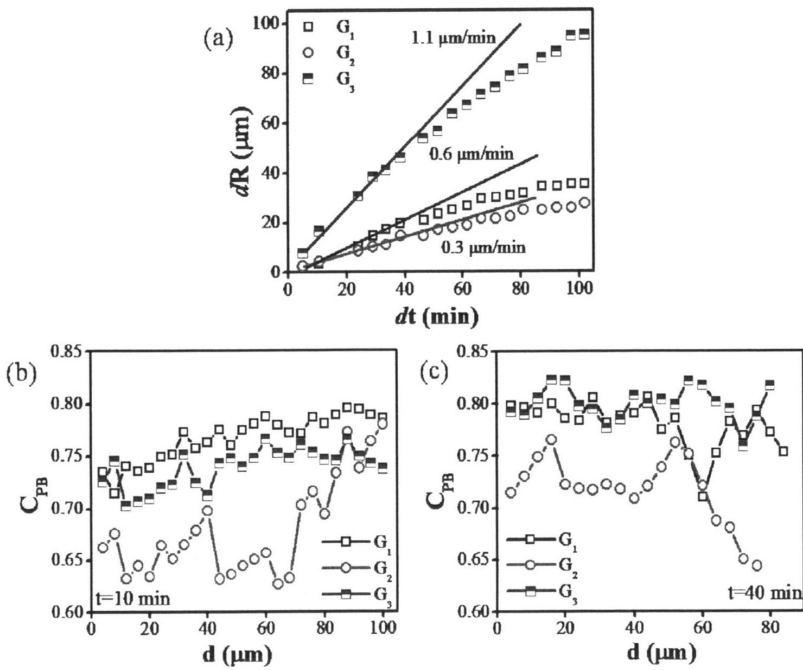 (a)
G₁
G₂
G₃
1.1 μm/min
0.6 μm/min
0.3 μm/min
100
80
60
40
20
0
dR (μm)
0 20 40 60 80 100
dt (min)
(b)
0.85
0.80
0.75
0.70
0.65
0.60
C_PB
t=10 min
G₁
G₂
G₃
0 20 40 60 80 100
d (μm)
(c)
0.85
0.80
0.75
0.70
0.65
0.60
C_PB
G₁
G₂
G₃
t=40 min
0 20 40 60 80
d (μm)